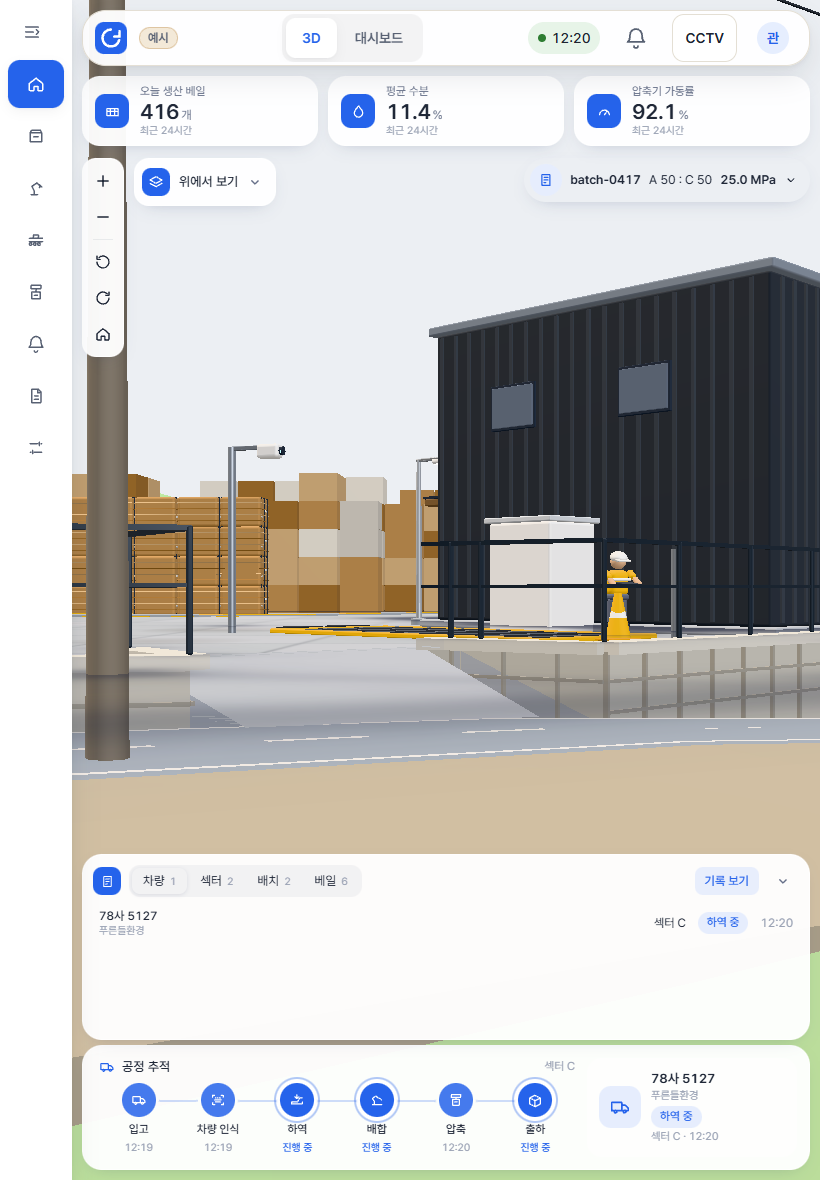 예시
3D
대시보드
12:20
CCTV
관
오늘 생산 베일
416개
최근 24시간
평균 수분
11.4%
최근 24시간
압축기 가동률
92.1%
최근 24시간
위에서 보기
batch-0417 A 50 : C 50 25.0 MPa
차량 1
섹터 2
배치 2
베일 6
기록 보기
78사 5127
푸른들환경
섹터 C
하역 중
12:20
공정 추적
섹터 C
입고
12:19
차량 인식
12:19
하역
진행 중
배합
진행 중
압축
12:20
출하
진행 중
78사 5127
푸른들환경
하역 중
섹터 C · 12:20